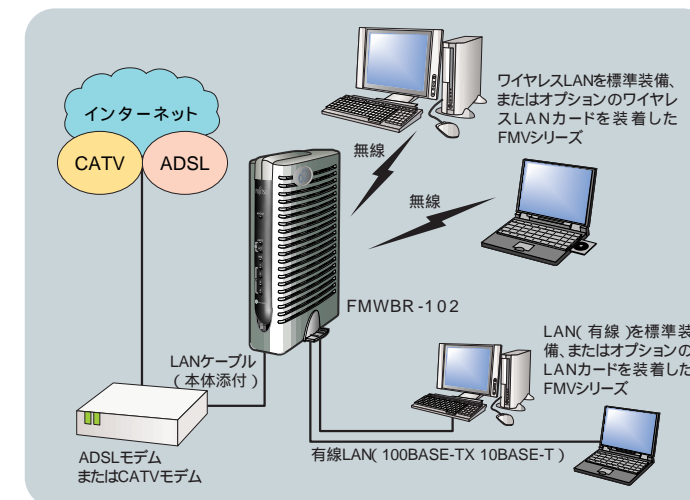 インターネット
CATV
ADSL
無線
無線
ワイヤレスLANを標準装備、
またはオプションのワイヤレ
スLANカードを装着した
FMVシリーズ
FMWBR-102
LANケーブル
(本体添付)
LAN(有線)を標準装
備、またはオプションの
LANカードを装着した
FMVシリーズ
有線LAN(100BASE-TX 10BASE-T)
ADSLモデム
またはCATVモデム